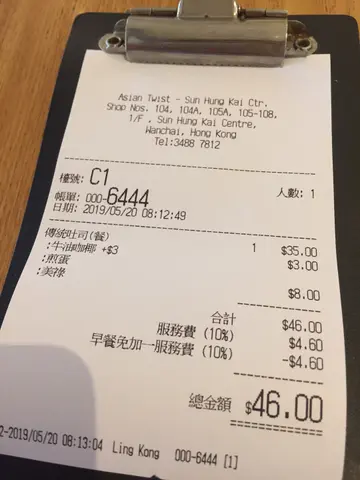 Asian Twist - Sun Hung Kai Ctr.
Shop Nos. 104, 104A, 105A, 105-108,
1/F , Sun Hung Kai Centre,
Wanchai, Hong Kong
Tel:3488 7812
檯號: C1 人數: 1
帳單: 000-6444
日期: 2019/05/20 08:12:49
傳統吐司(餐) 1 $35.00
:牛油咖椰 +$3 $3.00
:煎蛋
:美祿 $8.00
合計 $46.00
服務費 (10%) $4.60
早餐免加一服務費 (10%) -$4.60
總金額 $46.00
2-2019/05/20 08:13:04 Ling Kong 000-6444 [1]